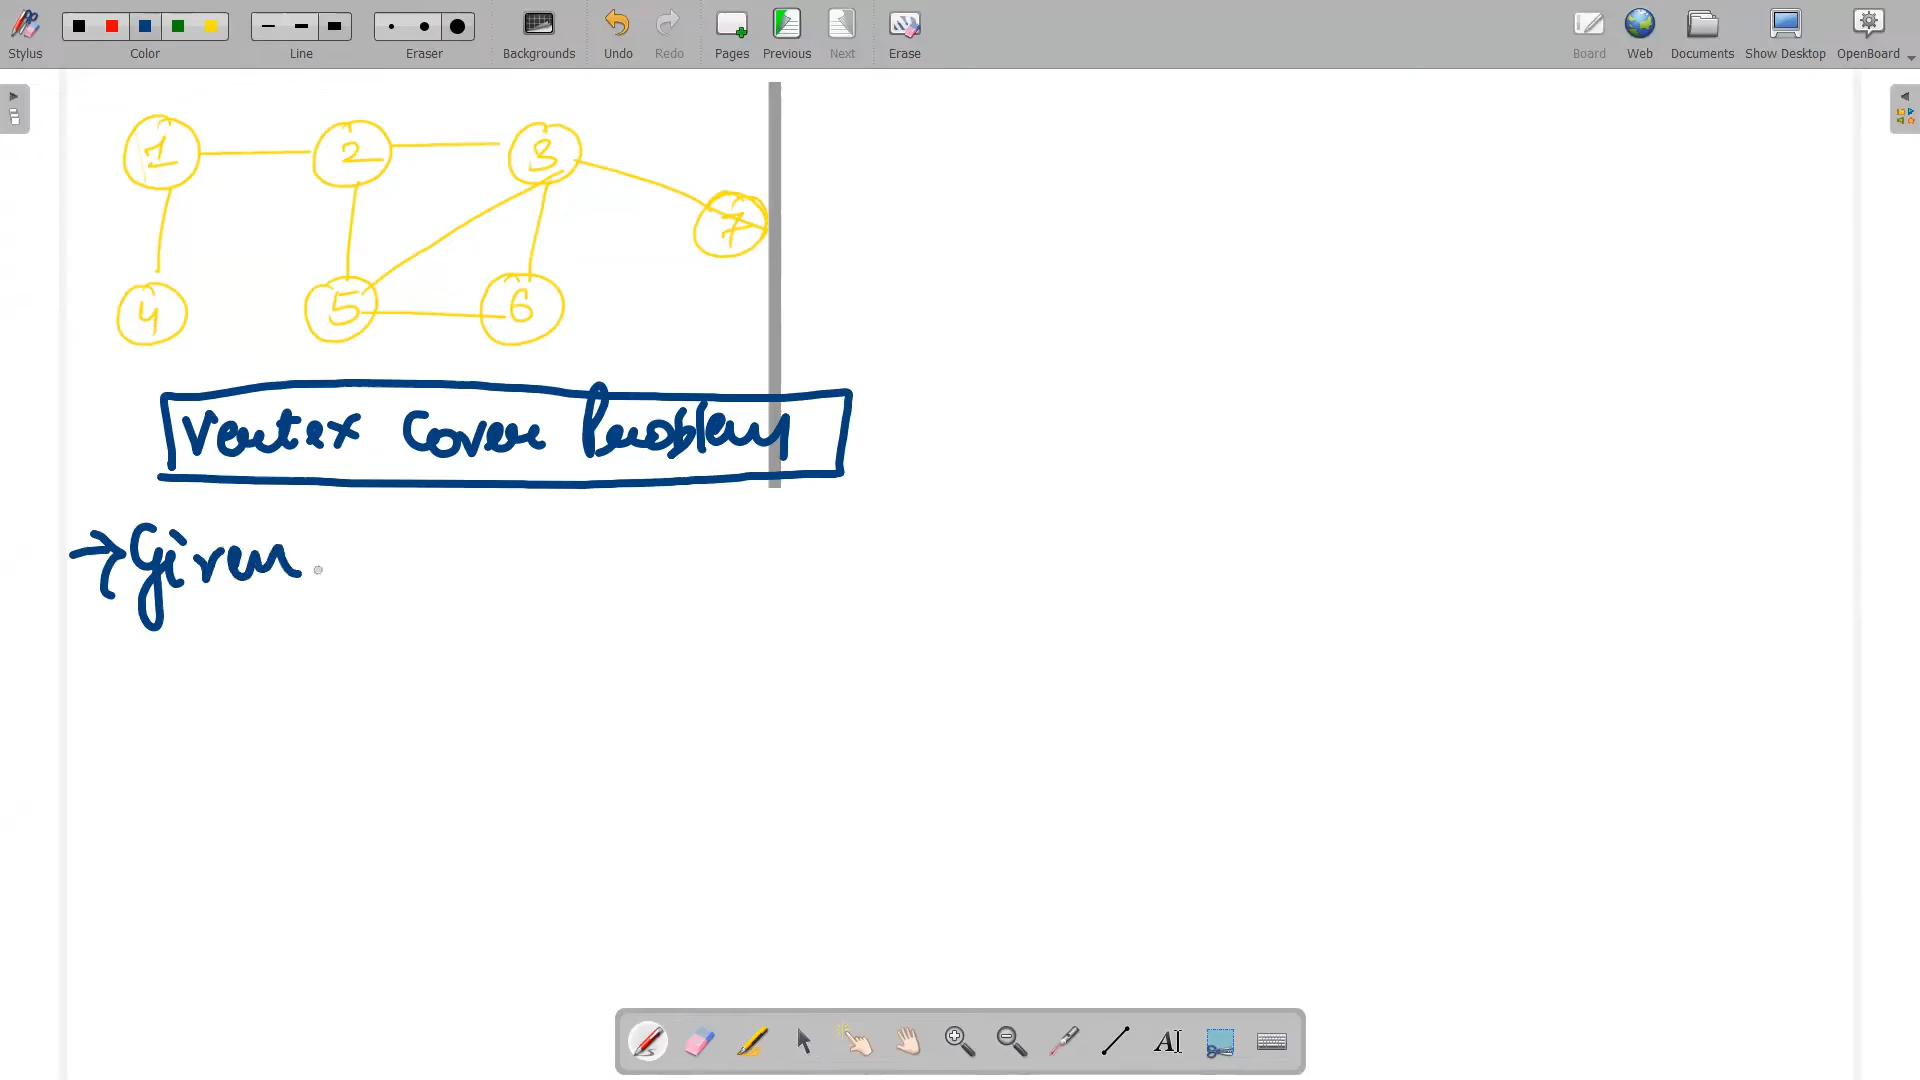 Stylus Color Line Eraser Backgrounds Undo Redo Pages Previous Next Erase Board Web Documents Show Desktop OpenBoard
1 2 3
7
4 5 6
Vertex Cover Problem
→Given